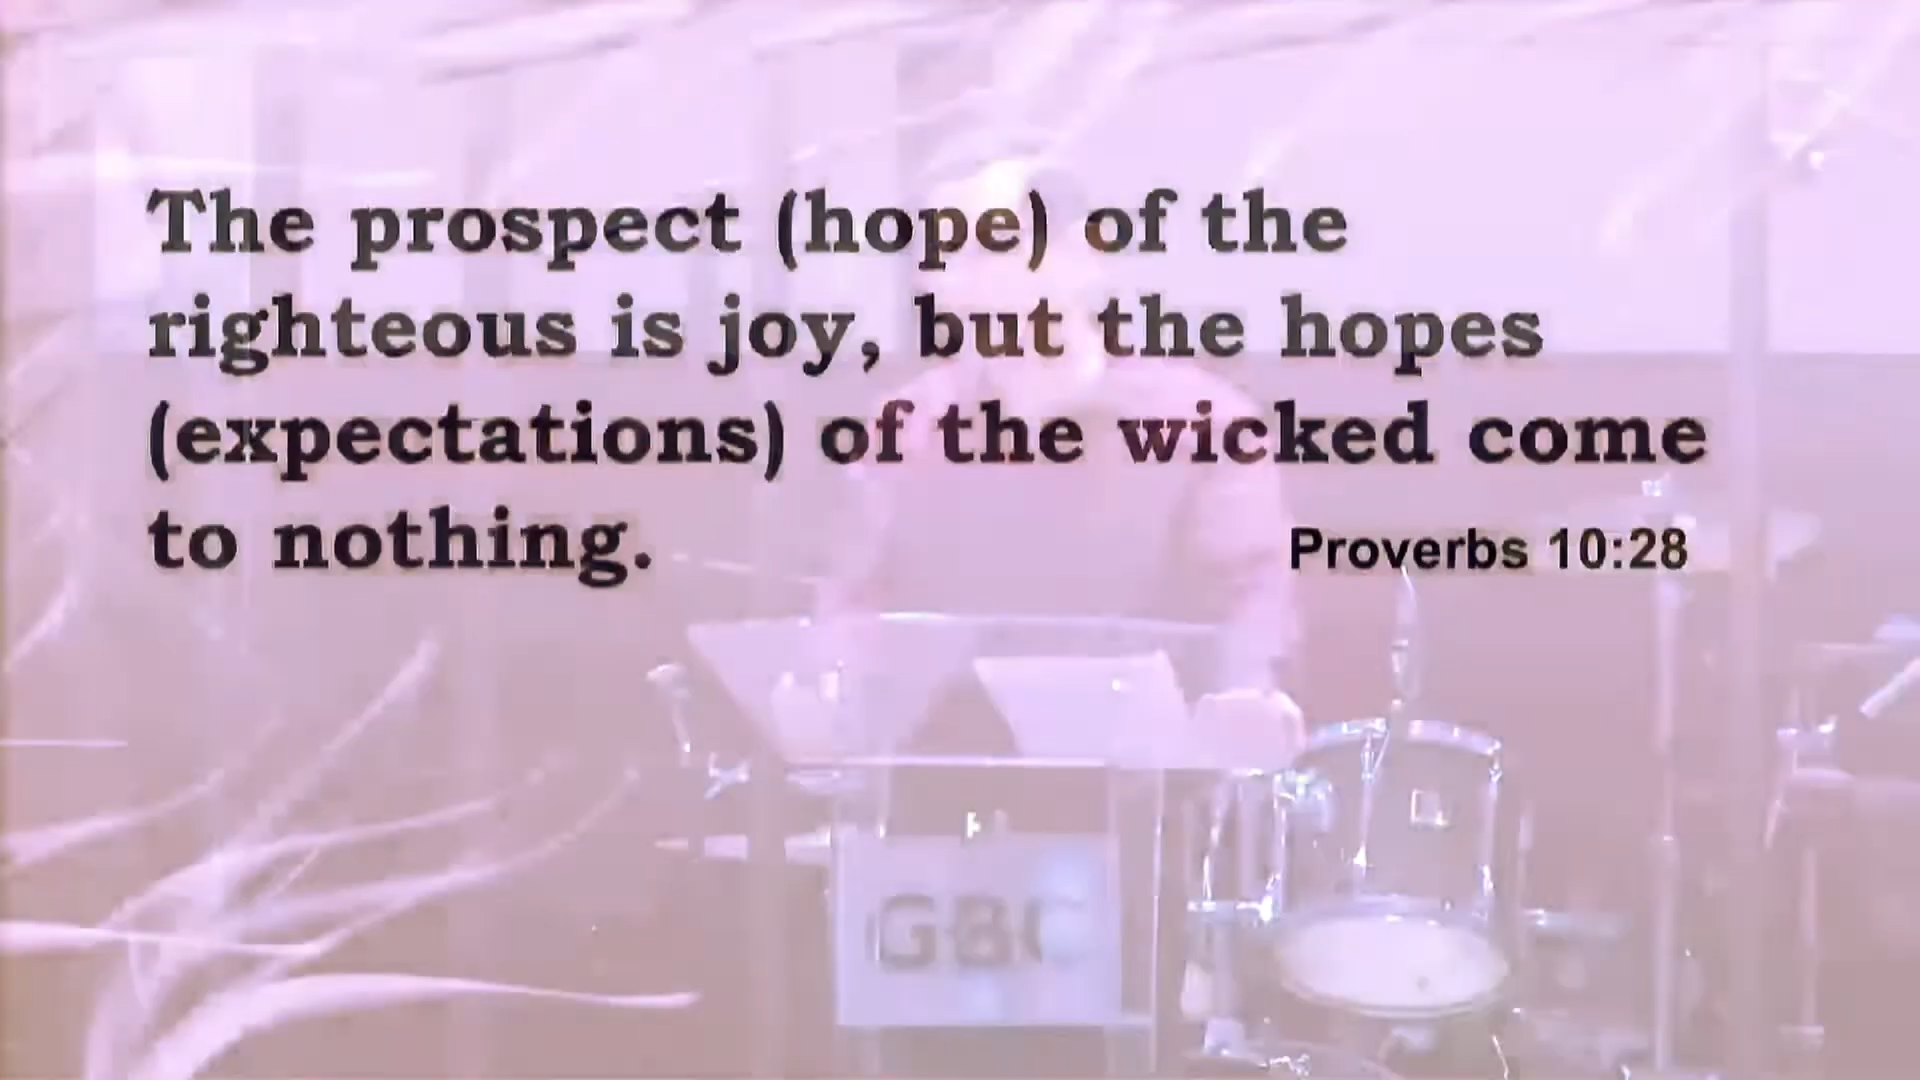 The prospect (hope) of the
righteous is joy, but the hopes
(expectations) of the wicked come
to nothing.
Proverbs 10:28
GBC